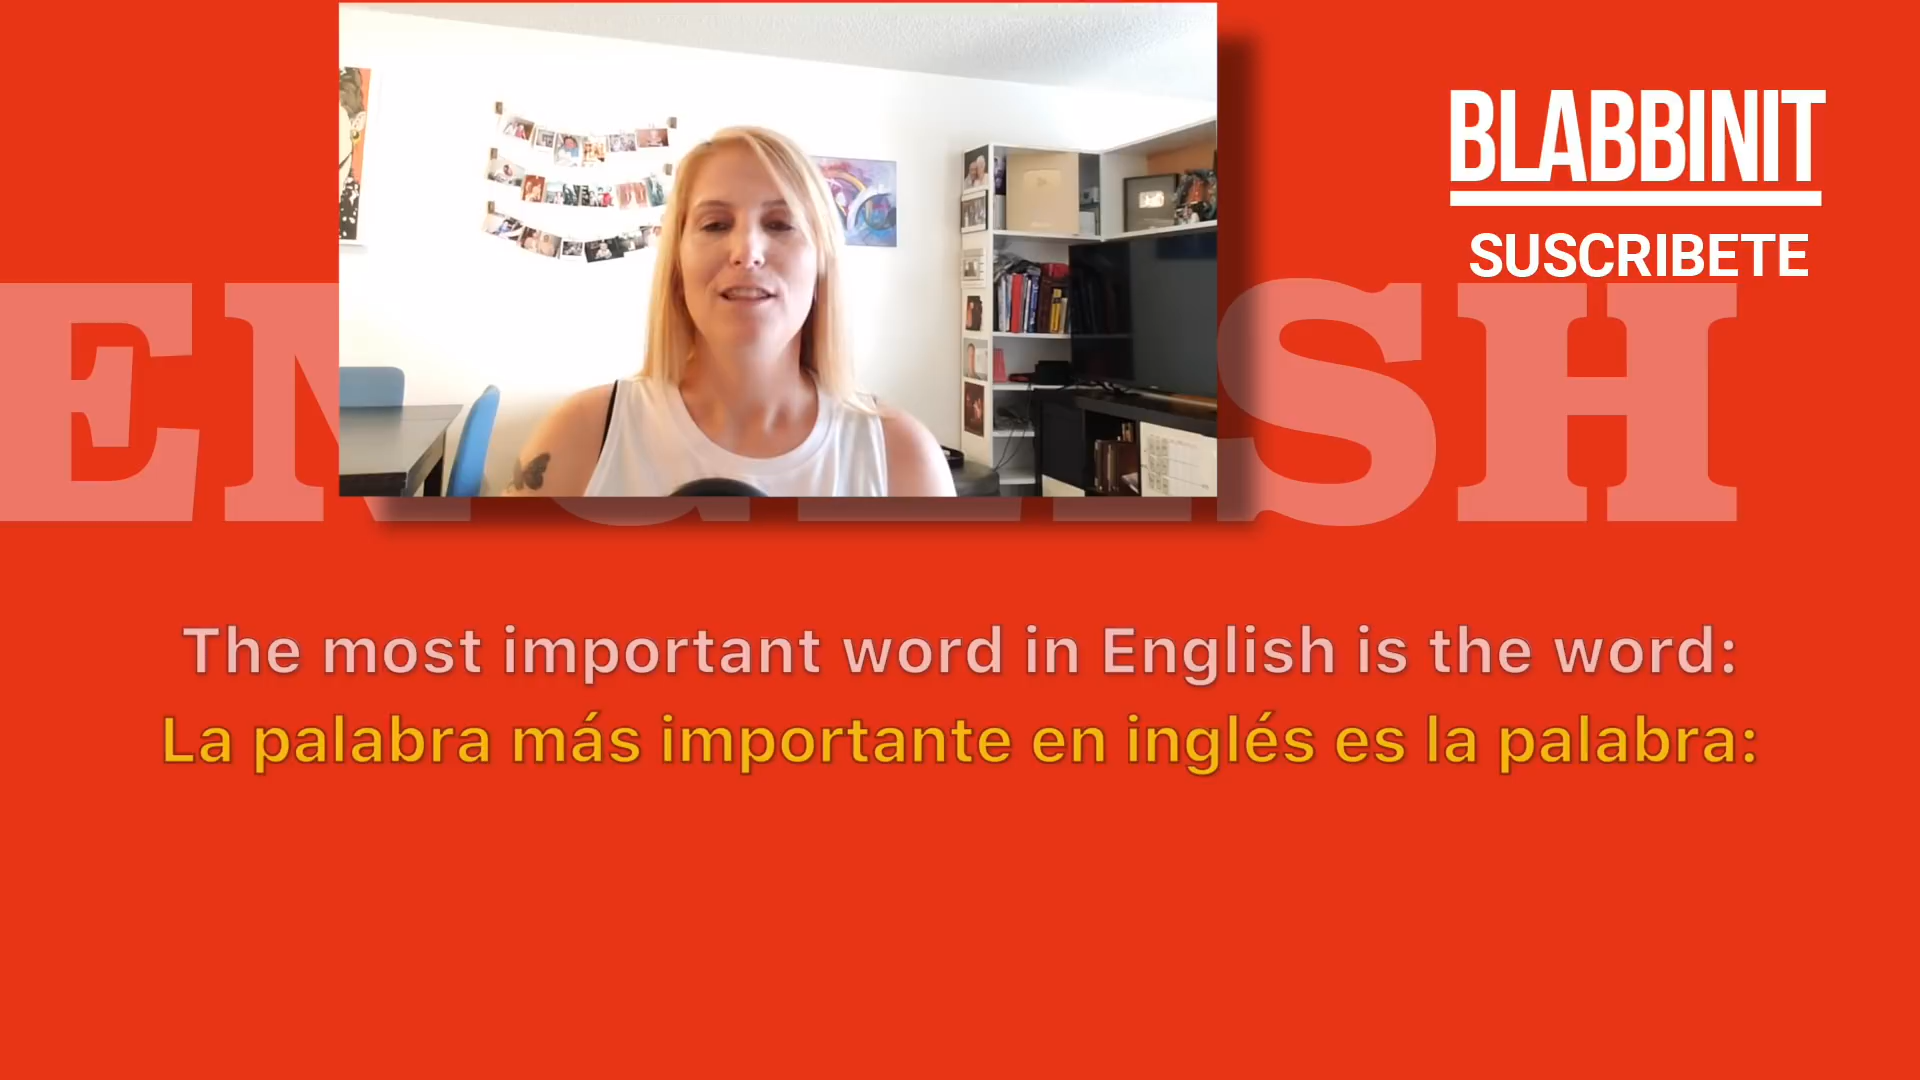 BLABBINIT
SUSCRIBETE
ENGLISH
The most important word in English is the word:
La palabra más importante en inglés es la palabra: